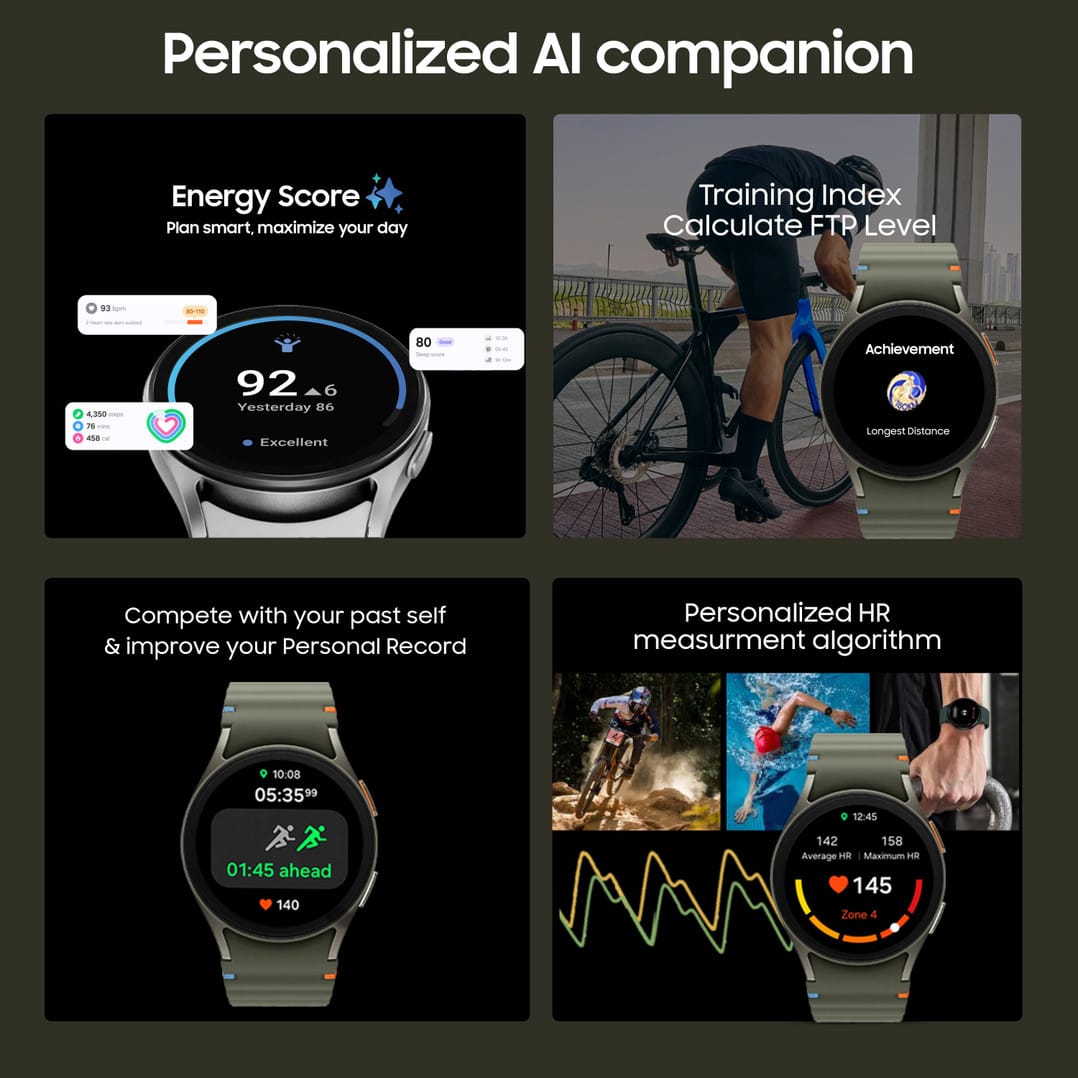 Personalized AI companion
Energy Score
Plan smart, maximize your day
93 bpm
80-110
2 Heart rate alert existed
80 Good
Sleep score
92 ▲6
Yesterday 86
Excellent
4,350 steps
76 mins
458 cal
Training Index
Calculate FTP Level
Achievement
Longest Distance
Compete with your past self
& improve your Personal Record
10:08
05:35 99
01:45 ahead
140
Personalized HR
measurment algorithm
12:45
142 158
Average HR | Maximum HR
145
Zone 4